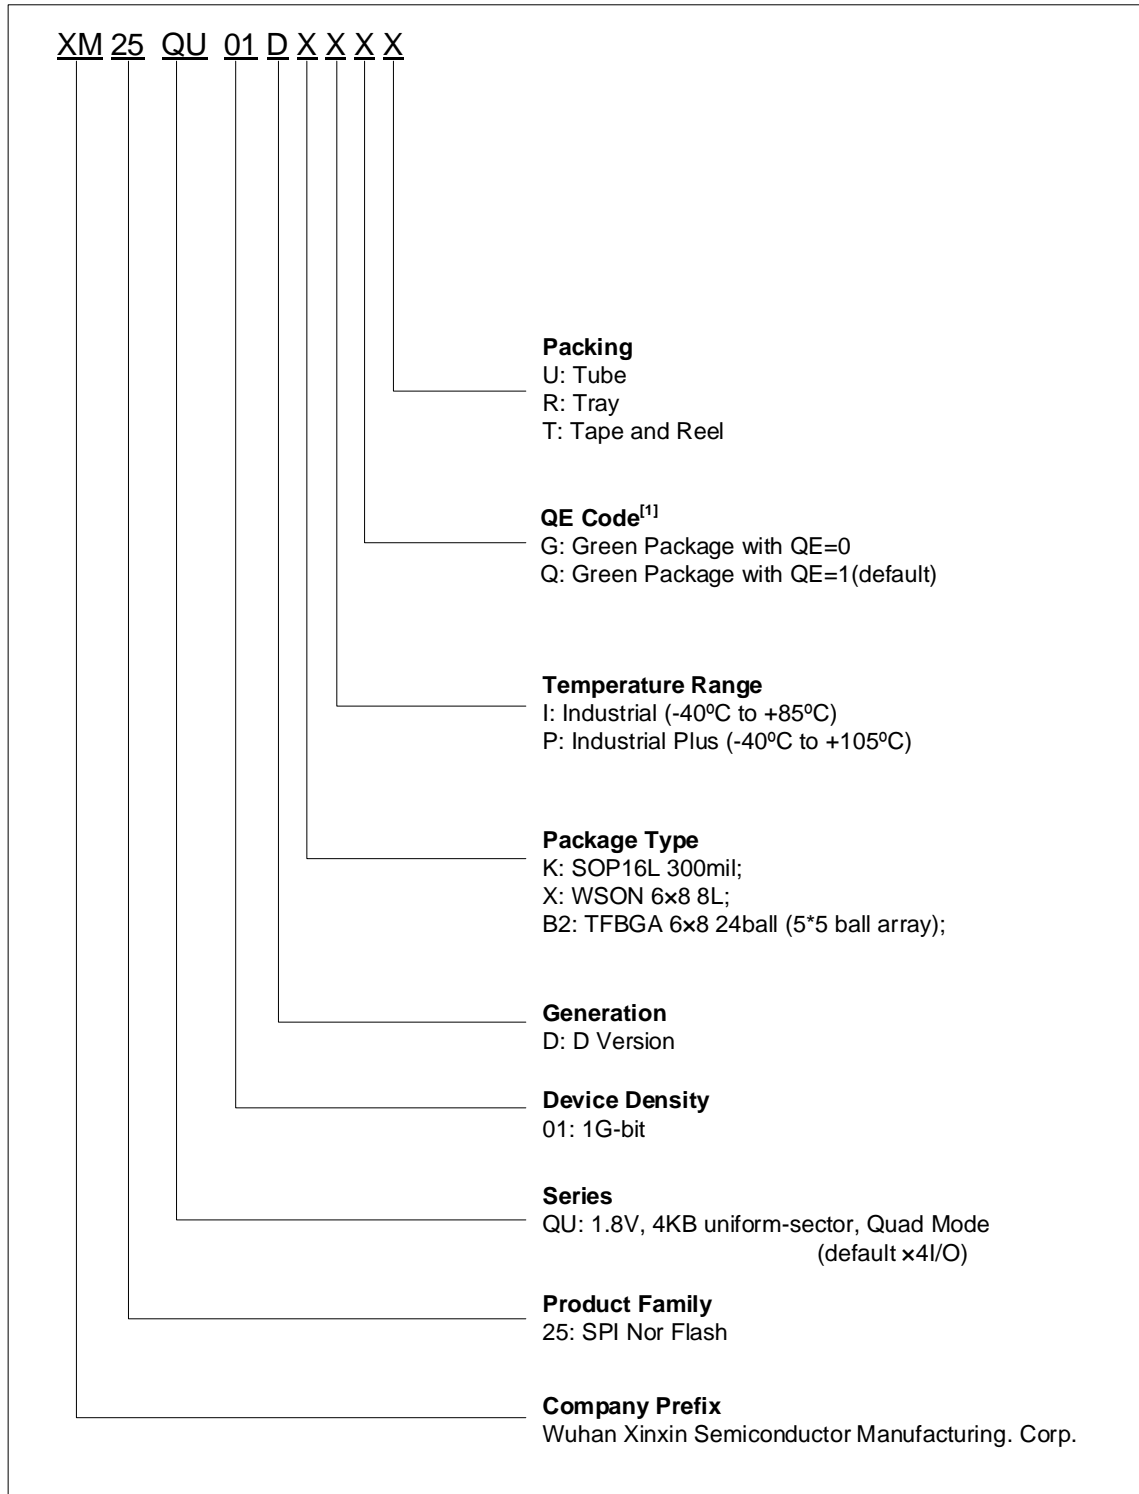 XM 25 QU 01 D X X X X
Packing
U: Tube
R: Tray
T: Tape and Reel
QE Code[1]
G: Green Package with QE=0
Q: Green Package with QE=1(default)
Temperature Range
I: Industrial (-40ºC to +85ºC)
P: Industrial Plus (-40ºC to +105ºC)
Package Type
K: SOP16L 300mil;
X: WSON 6×8 8L;
B2: TFBGA 6×8 24ball (5*5 ball array);
Generation
D: D Version
Device Density
01: 1G-bit
Series
QU: 1.8V, 4KB uniform-sector, Quad Mode
(default ×4I/O)
Product Family
25: SPI Nor Flash
Company Prefix
Wuhan Xinxin Semiconductor Manufacturing. Corp.